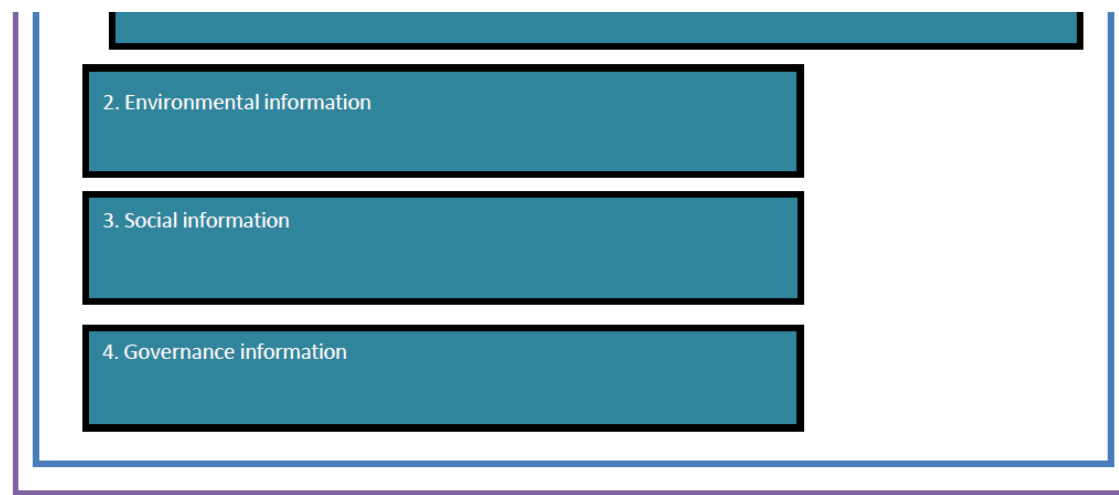 2. Environmental information
3. Social information
4. Governance information